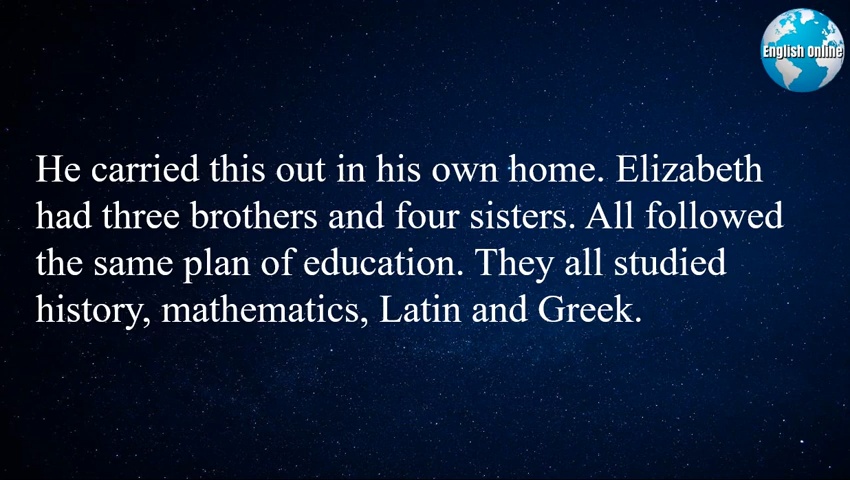 English Online
He carried this out in his own home. Elizabeth
had three brothers and four sisters. All followed
the same plan of education. They all studied
history, mathematics, Latin and Greek.